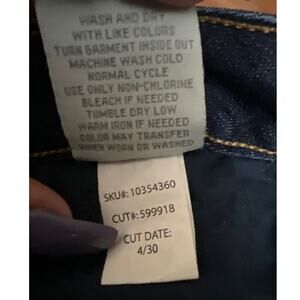 WASH AND DRY
WITH LIKE COLORS
TURN GARMENT INSIDE OUT
MACHINE WASH COLD
NORMAL CYCLE
USE ONLY NON-CHLORINE
BLEACH IF NEEDED
TUMBLE DRY LOW
WARM IRON IF NEEDED
COLOR MAY TRANSFER
WHEN WORN OR WASHED
SKU#: 10354360
CUT#: 599918
CUT DATE:
4/30